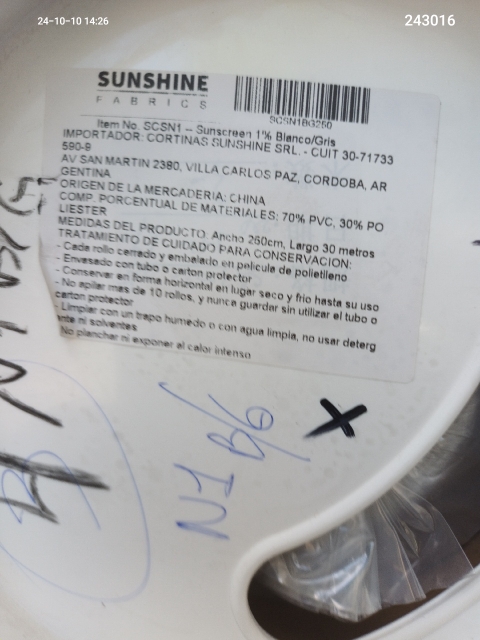 24-10-10 14:26
243016
SUNSHINE
FABRICS
SCSN1BG250
Item No. SCSN1 – Sunscreen 1% Blanco/Gris
IMPORTADOR: CORTINAS SUNSHINE SRL. - CUIT 30-71733
590-9
AV SAN MARTIN 2380, VILLA CARLOS PAZ, CORDOBA, AR
GENTINA
ORIGEN DE LA MERCADERIA: CHINA
COMP. PORCENTUAL DE MATERIALES: 70% PVC, 30% PO
LIESTER
MEDIDAS DEL PRODUCTO: Ancho 250cm, Largo 30 metros
TRATAMIENTO DE CUIDADO PARA CONSERVACION:
- Cada rollo cerrado y embalado en pelicula de polietileno
- Envasado con tubo o carton protector
- Conservar en forma horizontal en lugar seco y frio hasta su uso
- No apilar mas de 10 rollos, y nunca guardar sin utilizar el tubo o
carton protector
- Limpiar con un trapo humedo o con agua limpia, no usar deterg
ente ni solventes
No planchar ni exponer al calor intenso
N1 B/G
X